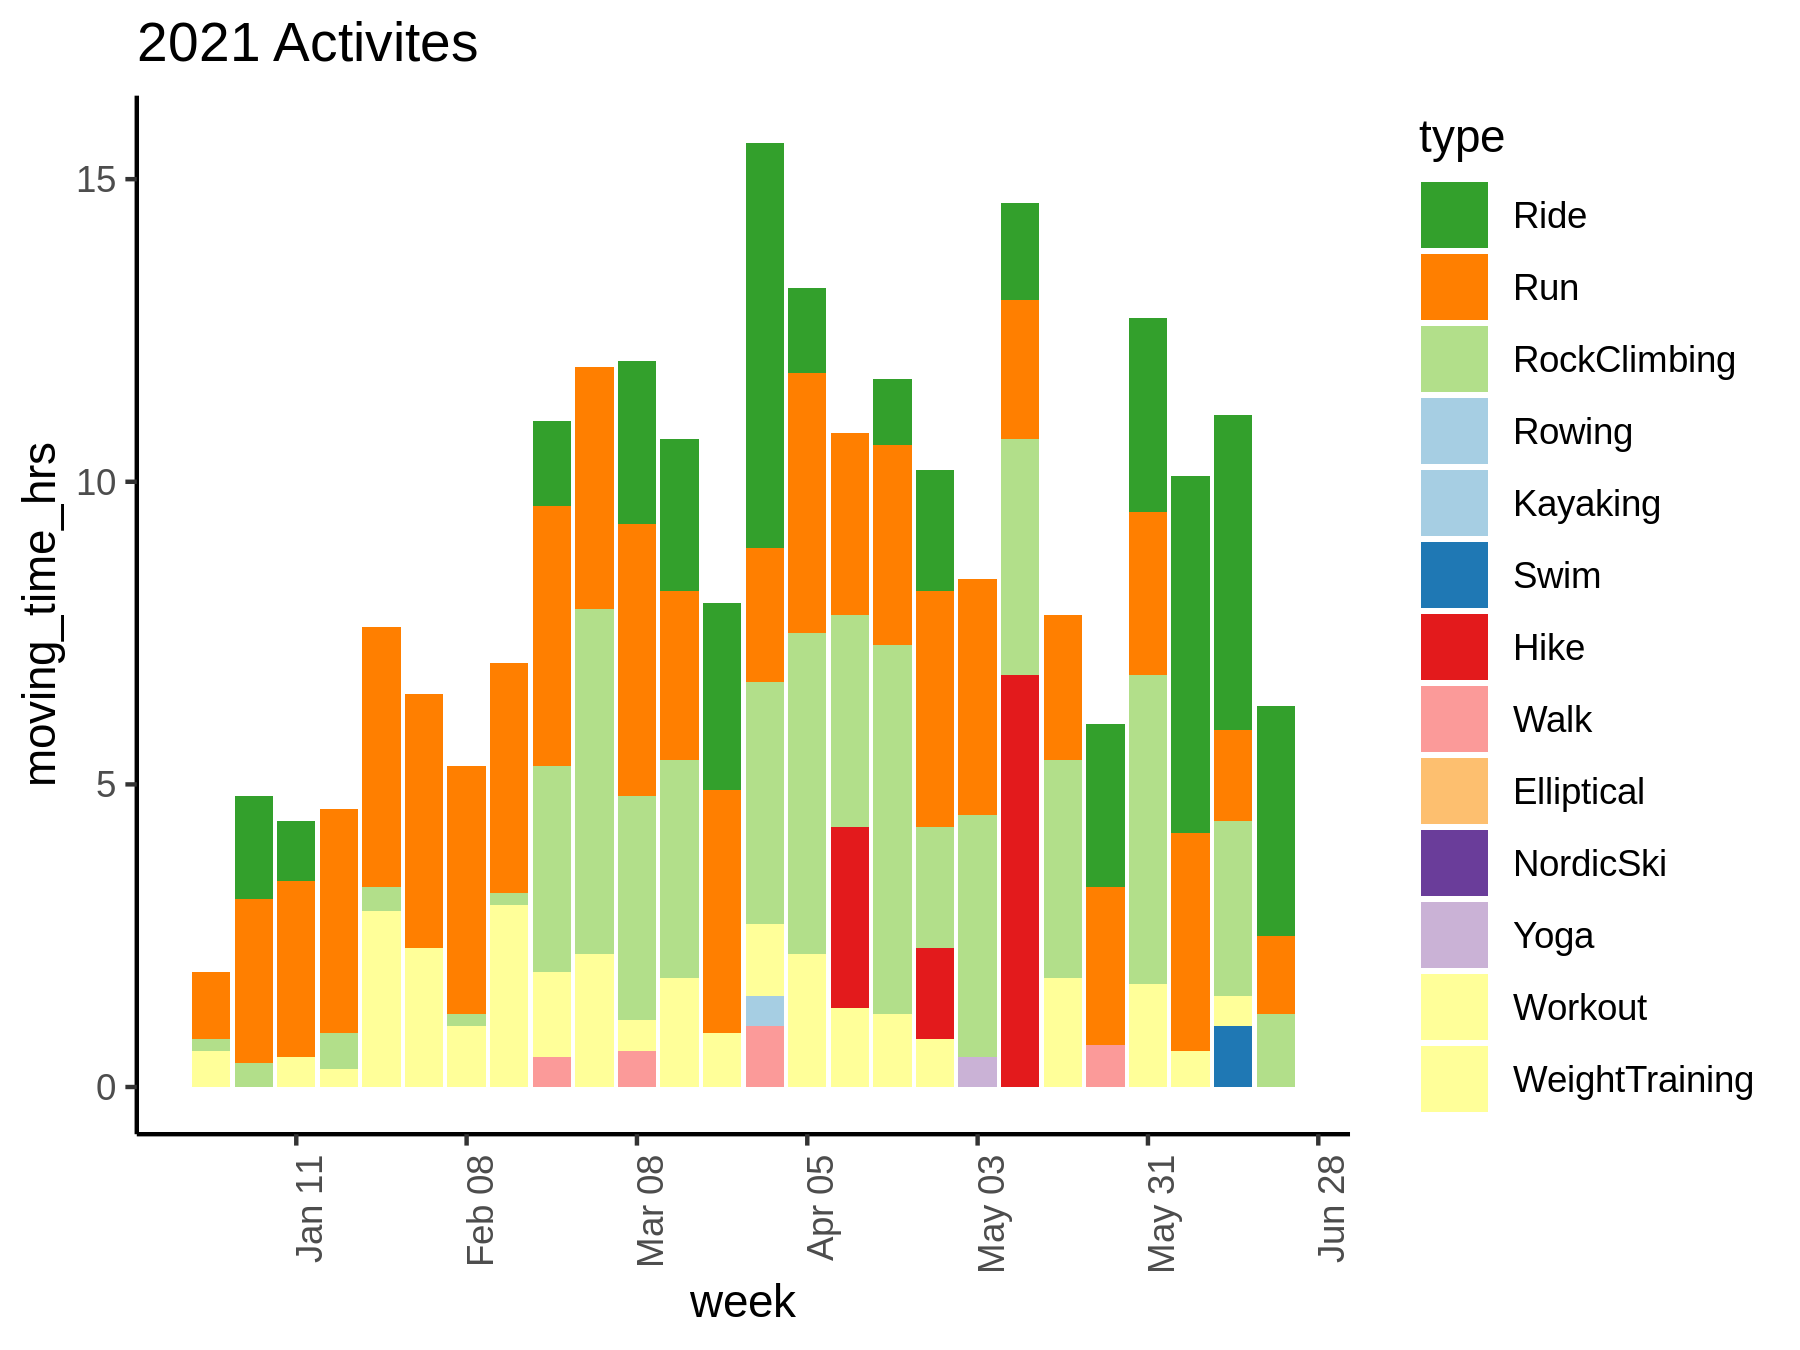 2021 Activites
moving_time_hrs
15
10
5
0
Jan 11
Feb 08
Mar 08
Apr 05
May 03
May 31
Jun 28
week
type
Ride
Run
RockClimbing
Rowing
Kayaking
Swim
Hike
Walk
Elliptical
NordicSki
Yoga
Workout
WeightTraining